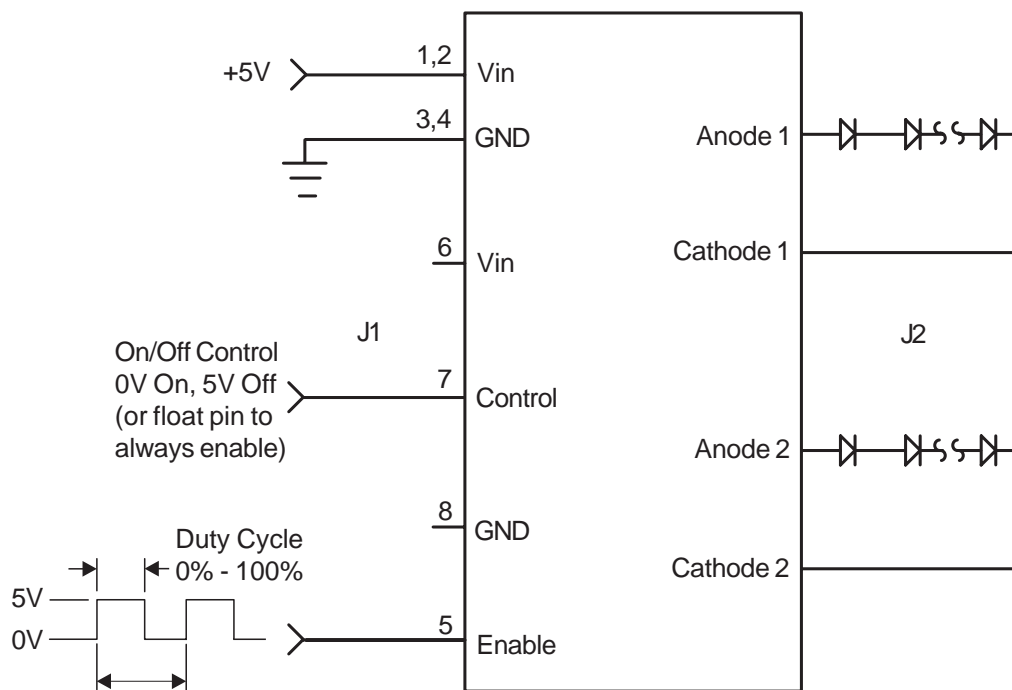 +5V
1,2
Vin
3,4
GND
Anode 1
6
Vin
Cathode 1
J1
J2
On/Off Control
0V On, 5V Off
(or float pin to
always enable)
7
Control
Anode 2
8
GND
Duty Cycle
0% - 100%
Cathode 2
5V
0V
5
Enable